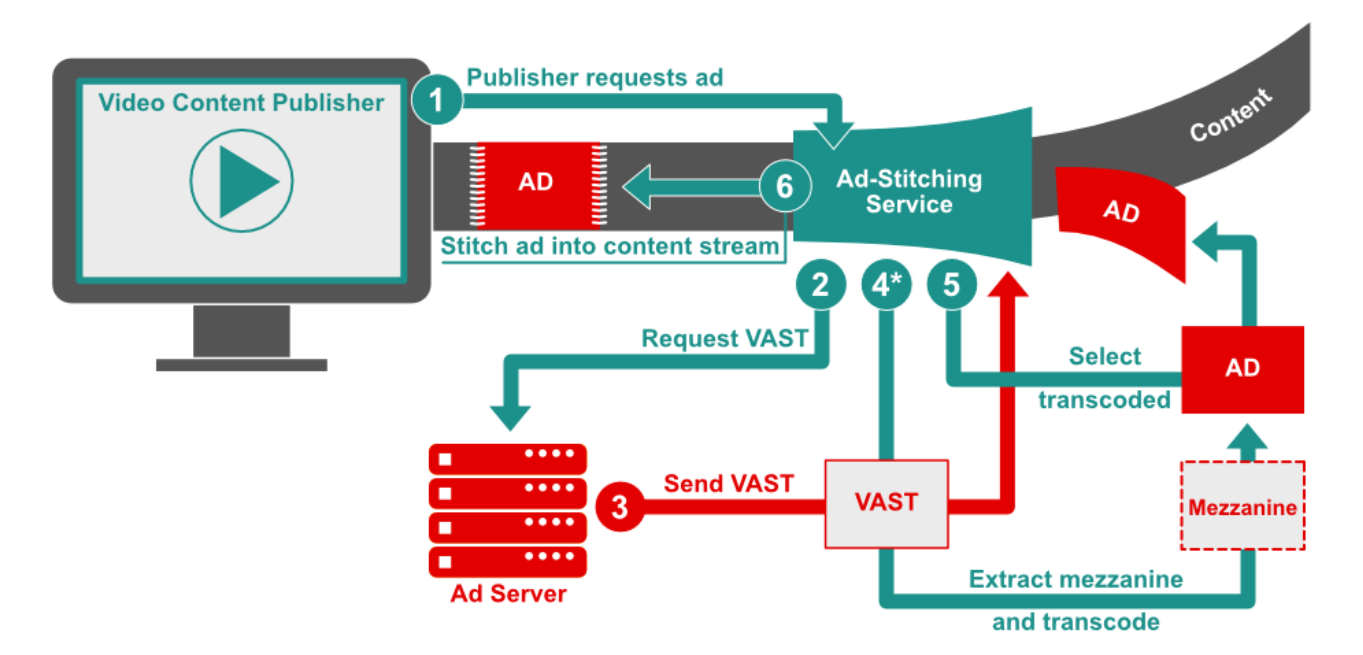 Publisher requests ad
1
Video Content Publisher
Content
AD
6
Ad-Stitching
Service
AD
Stitch ad into content stream
2
4*
5
Request VAST
Select
transcoded
AD
3
Send VAST
VAST
Mezzanine
Ad Server
Extract mezzanine
and transcode